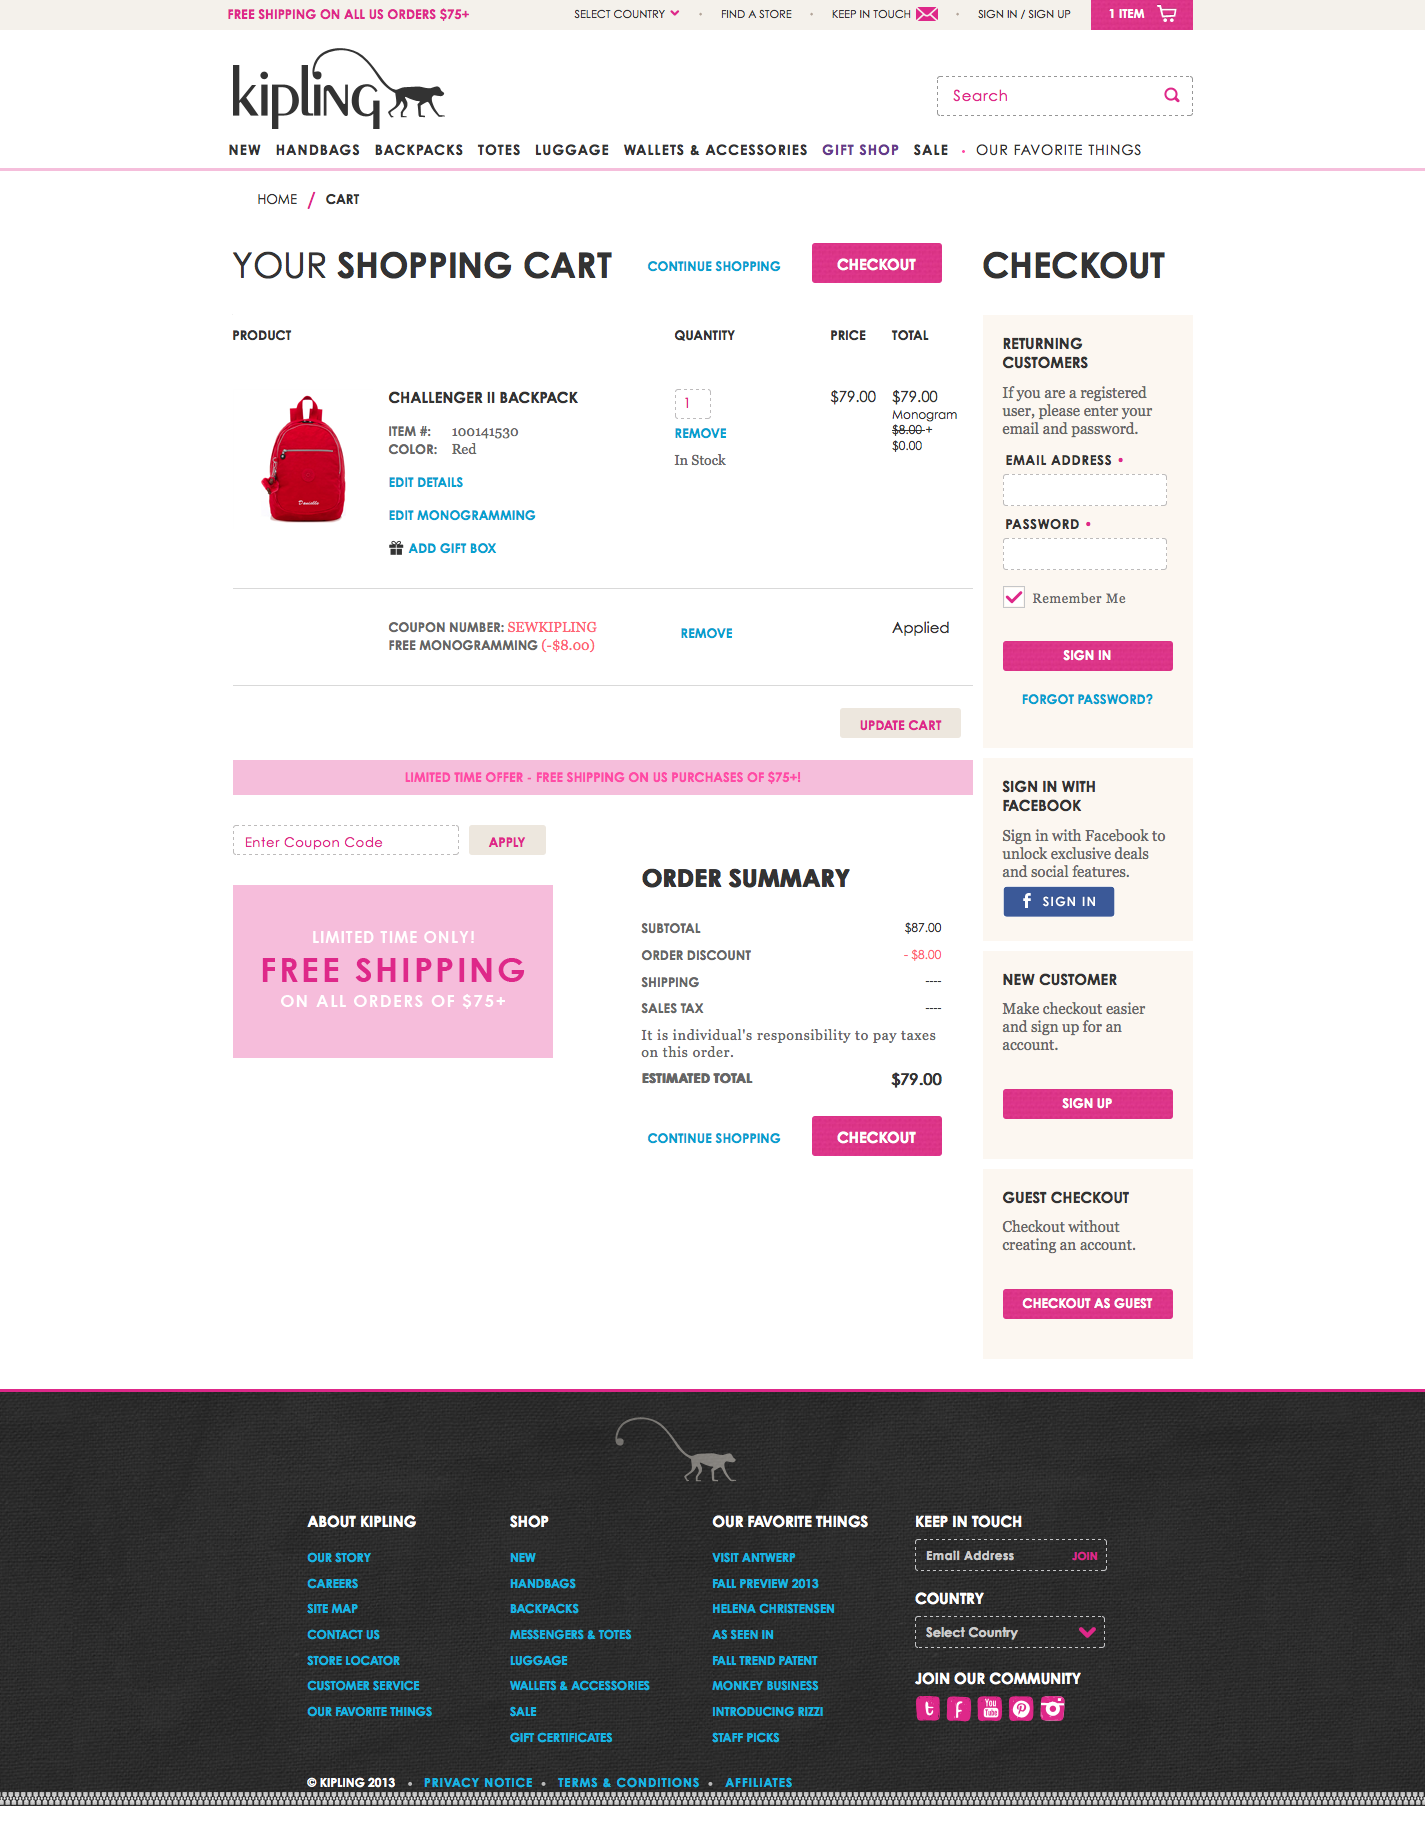 FREE SHIPPING ON ALL US ORDERS $75+
SELECT COUNTRY • FIND A STORE • KEEP IN TOUCH • SIGN IN / SIGN UP
1 ITEM
kipling
Search
NEW HANDBAGS BACKPACKS TOTES LUGGAGE WALLETS & ACCESSORIES GIFT SHOP SALE • OUR FAVORITE THINGS
HOME / CART
YOUR SHOPPING CART
CONTINUE SHOPPING
CHECKOUT
PRODUCT QUANTITY PRICE TOTAL
CHALLENGER II BACKPACK
ITEM #: 100141530
COLOR: Red
EDIT DETAILS
EDIT MONOGRAMMING
ADD GIFT BOX
Danielle
1
REMOVE
In Stock
$79.00
$79.00
Monogram
$8.00 +
$0.00
COUPON NUMBER: SEWKIPLING
FREE MONOGRAMMING (-$8.00)
REMOVE
Applied
UPDATE CART
LIMITED TIME OFFER - FREE SHIPPING ON US PURCHASES OF $75+!
Enter Coupon Code
APPLY
LIMITED TIME ONLY!
FREE SHIPPING
ON ALL ORDERS OF $75+
ORDER SUMMARY
SUBTOTAL $87.00
ORDER DISCOUNT - $8.00
SHIPPING ----
SALES TAX ----
It is individual's responsibility to pay taxes
on this order.
ESTIMATED TOTAL $79.00
CONTINUE SHOPPING
CHECKOUT
CHECKOUT
RETURNING
CUSTOMERS
If you are a registered
user, please enter your
email and password.
EMAIL ADDRESS •
PASSWORD •
Remember Me
SIGN IN
FORGOT PASSWORD?
SIGN IN WITH
FACEBOOK
Sign in with Facebook to
unlock exclusive deals
and social features.
f SIGN IN
NEW CUSTOMER
Make checkout easier
and sign up for an
account.
SIGN UP
GUEST CHECKOUT
Checkout without
creating an account.
CHECKOUT AS GUEST
ABOUT KIPLING
OUR STORY
CAREERS
SITE MAP
CONTACT US
STORE LOCATOR
CUSTOMER SERVICE
OUR FAVORITE THINGS
SHOP
NEW
HANDBAGS
BACKPACKS
MESSENGERS & TOTES
LUGGAGE
WALLETS & ACCESSORIES
SALE
GIFT CERTIFICATES
OUR FAVORITE THINGS
VISIT ANTWERP
FALL PREVIEW 2013
HELENA CHRISTENSEN
AS SEEN IN
FALL TREND PATENT
MONKEY BUSINESS
INTRODUCING RIZZI
STAFF PICKS
KEEP IN TOUCH
Email Address JOIN
COUNTRY
Select Country
JOIN OUR COMMUNITY
t f You Tube P
© KIPLING 2013 • PRIVACY NOTICE • TERMS & CONDITIONS • AFFILIATES